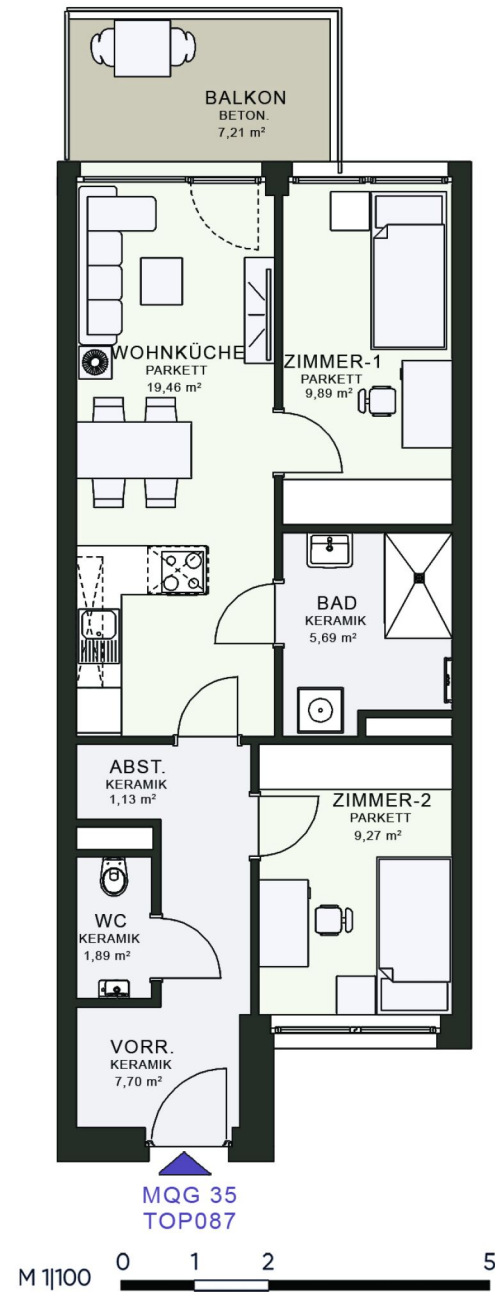 BALKON
BETON.
7,21 m²
WOHNKÜCHE
PARKETT
19,46 m²
ZIMMER-1
PARKETT
9,89 m²
BAD
KERAMIK
5,69 m²
ABST.
KERAMIK
1,13 m²
ZIMMER-2
PARKETT
9,27 m²
WC
KERAMIK
1,89 m²
VORR.
KERAMIK
7,70 m²
MQG 35
TOP087
M 1|100 0 1 2 5